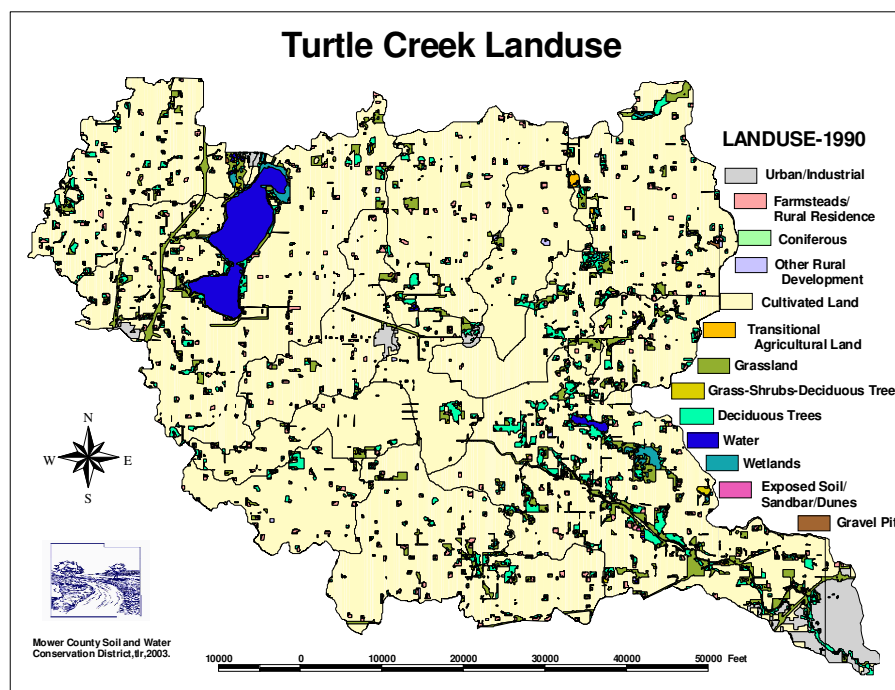 Turtle Creek Landuse
LANDUSE-1990
Urban/Industrial
Farmsteads/
Rural Residence
Coniferous
Other Rural
Development
Cultivated Land
Transitional
Agricultural Land
Grassland
Grass-Shrubs-Deciduous Tree
Deciduous Trees
Water
Wetlands
Exposed Soil/
Sandbar/Dunes
Gravel Pit
N
W E
S
Mower County Soil and Water
Conservation District,tlr,2003.
10000 0 10000 20000 30000 40000 50000 Feet